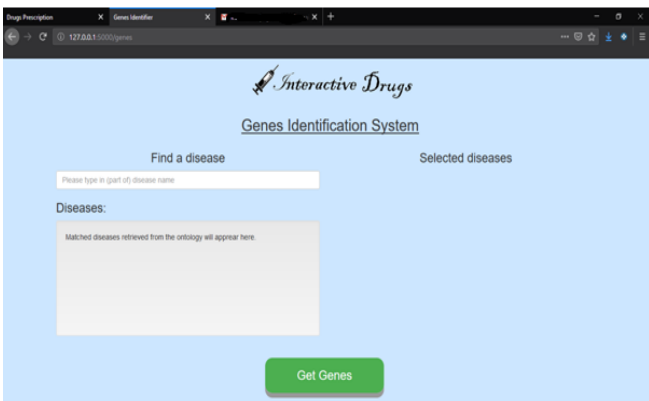 Drugs Prescription
Genes Identifier
127.0.0.1:5000/genes
Interactive Drugs
Genes Identification System
Find a disease
Selected diseases
Please type in (part of) disease name
Diseases:
Matched diseases retrieved from the ontology will apprear here.
Get Genes